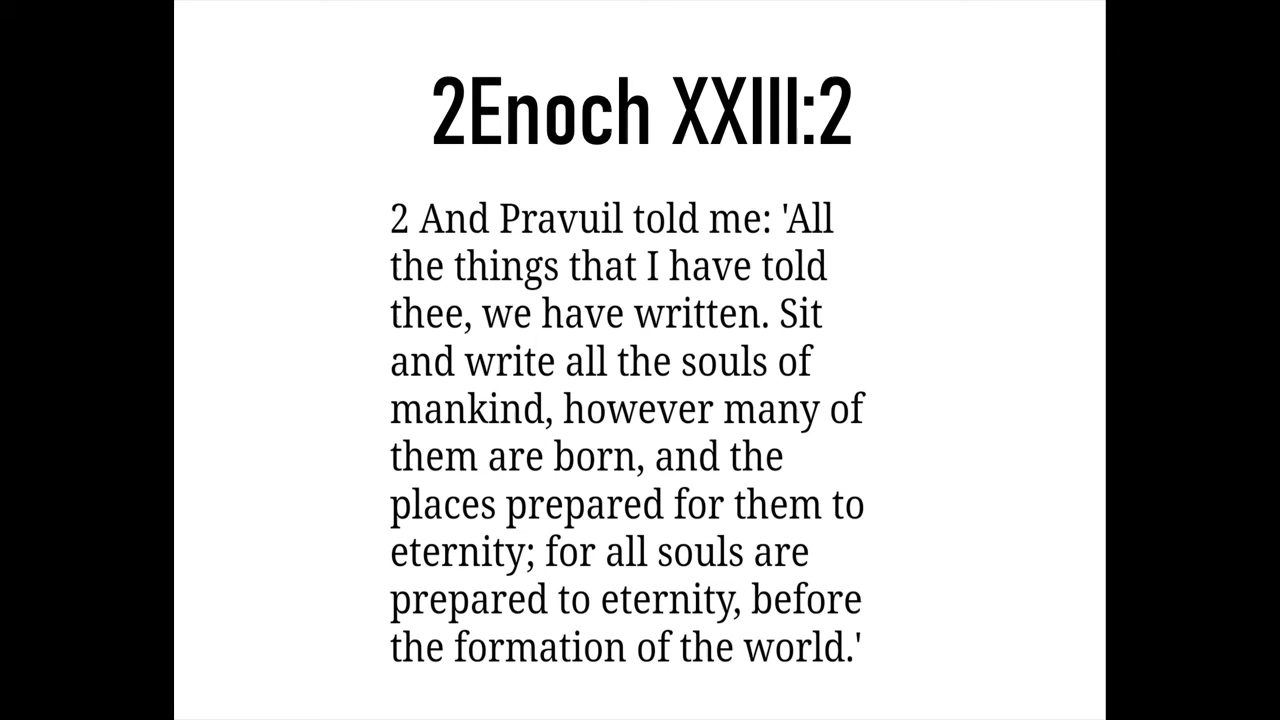 2Enoch XXIII:2
2 And Pravuil told me: 'All
the things that I have told
thee, we have written. Sit
and write all the souls of
mankind, however many of
them are born, and the
places prepared for them to
eternity; for all souls are
prepared to eternity, before
the formation of the world.'